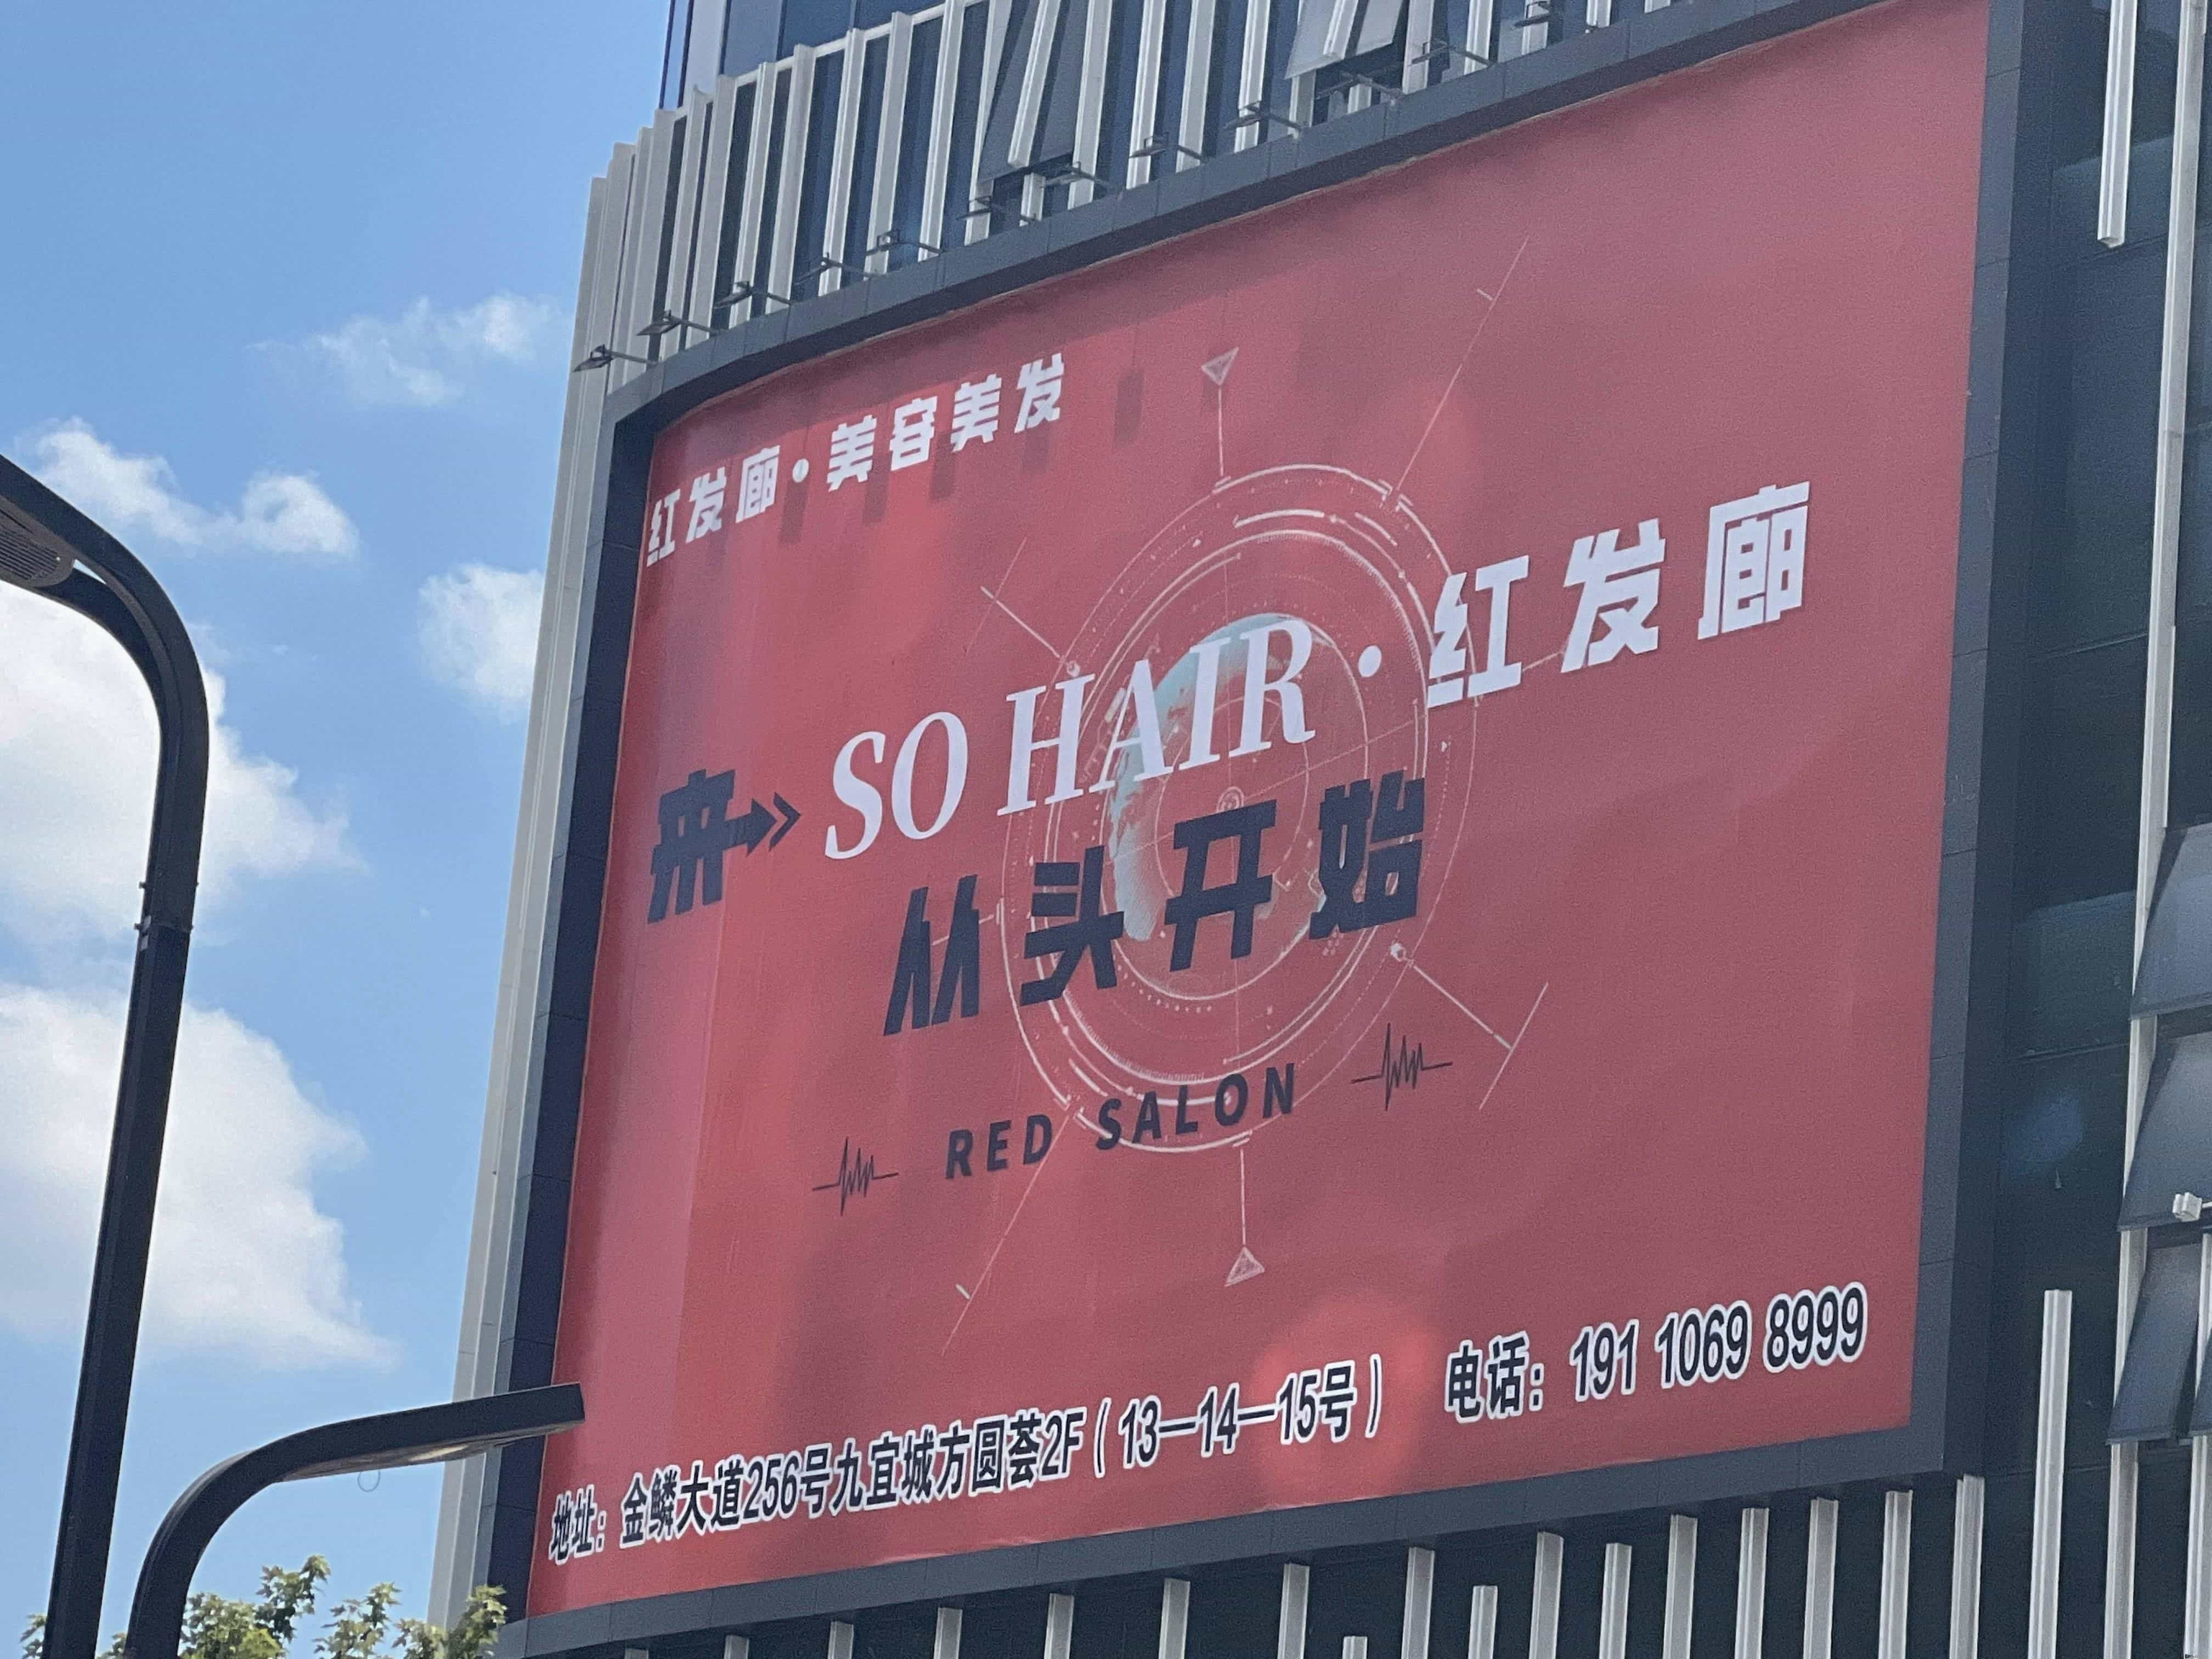 红发廊·美容美发
来 SO HAIR·红发廊
从头开始
RED SALON
地址：金鳞大道256号九宜城方圆荟2F（13—14—15号） 电话：191 1069 8999